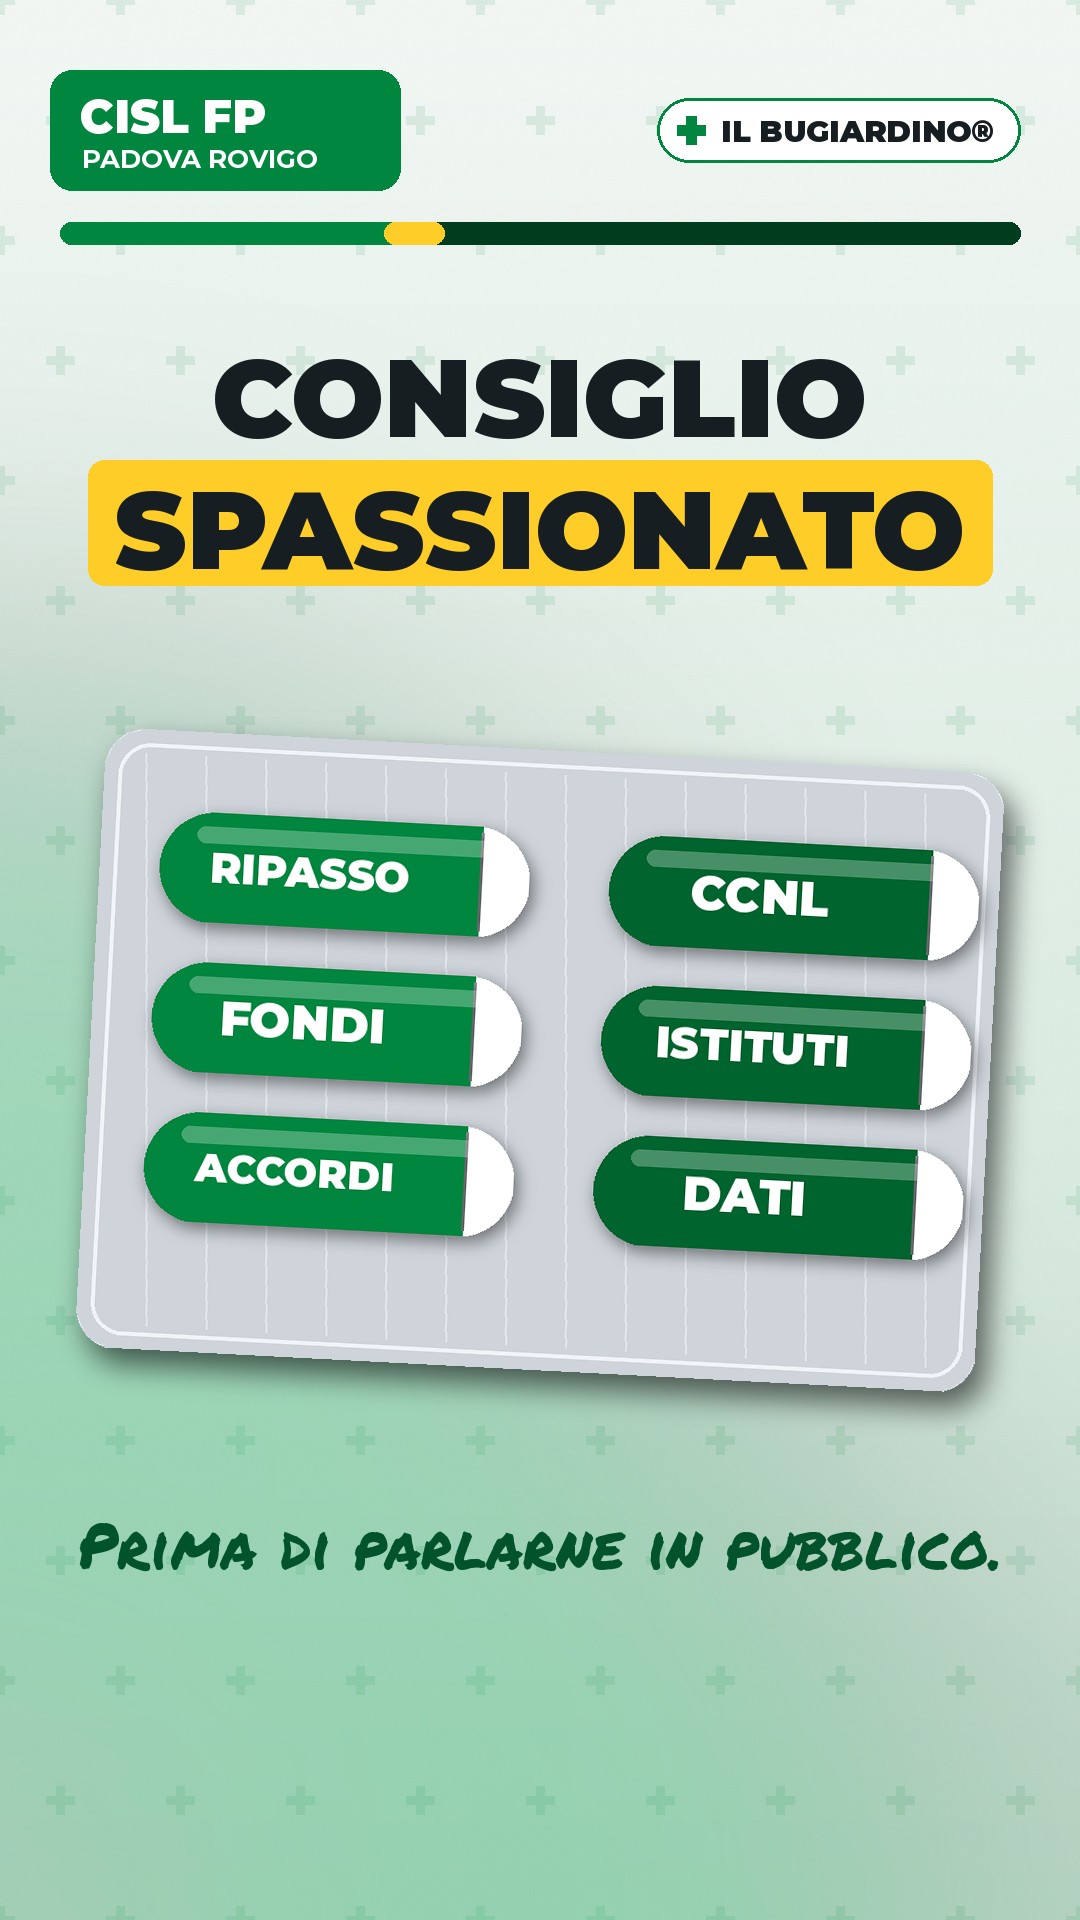 CISL FP
PADOVA ROVIGO
IL BUGIARDINO®
CONSIGLIO
SPASSIONATO
RIPASSO
CCNL
FONDI
ISTITUTI
ACCORDI
DATI
PRIMA DI PARLARNE IN PUBBLICO.